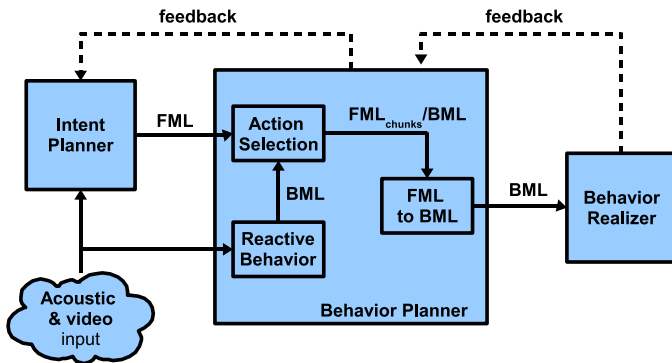 feedback
feedback
Intent
Planner
FML
Action
Selection
FMLchunks/BML
BML
FML
to BML
BML
Behavior
Realizer
Reactive
Behavior
Acoustic
& video
input
Behavior Planner